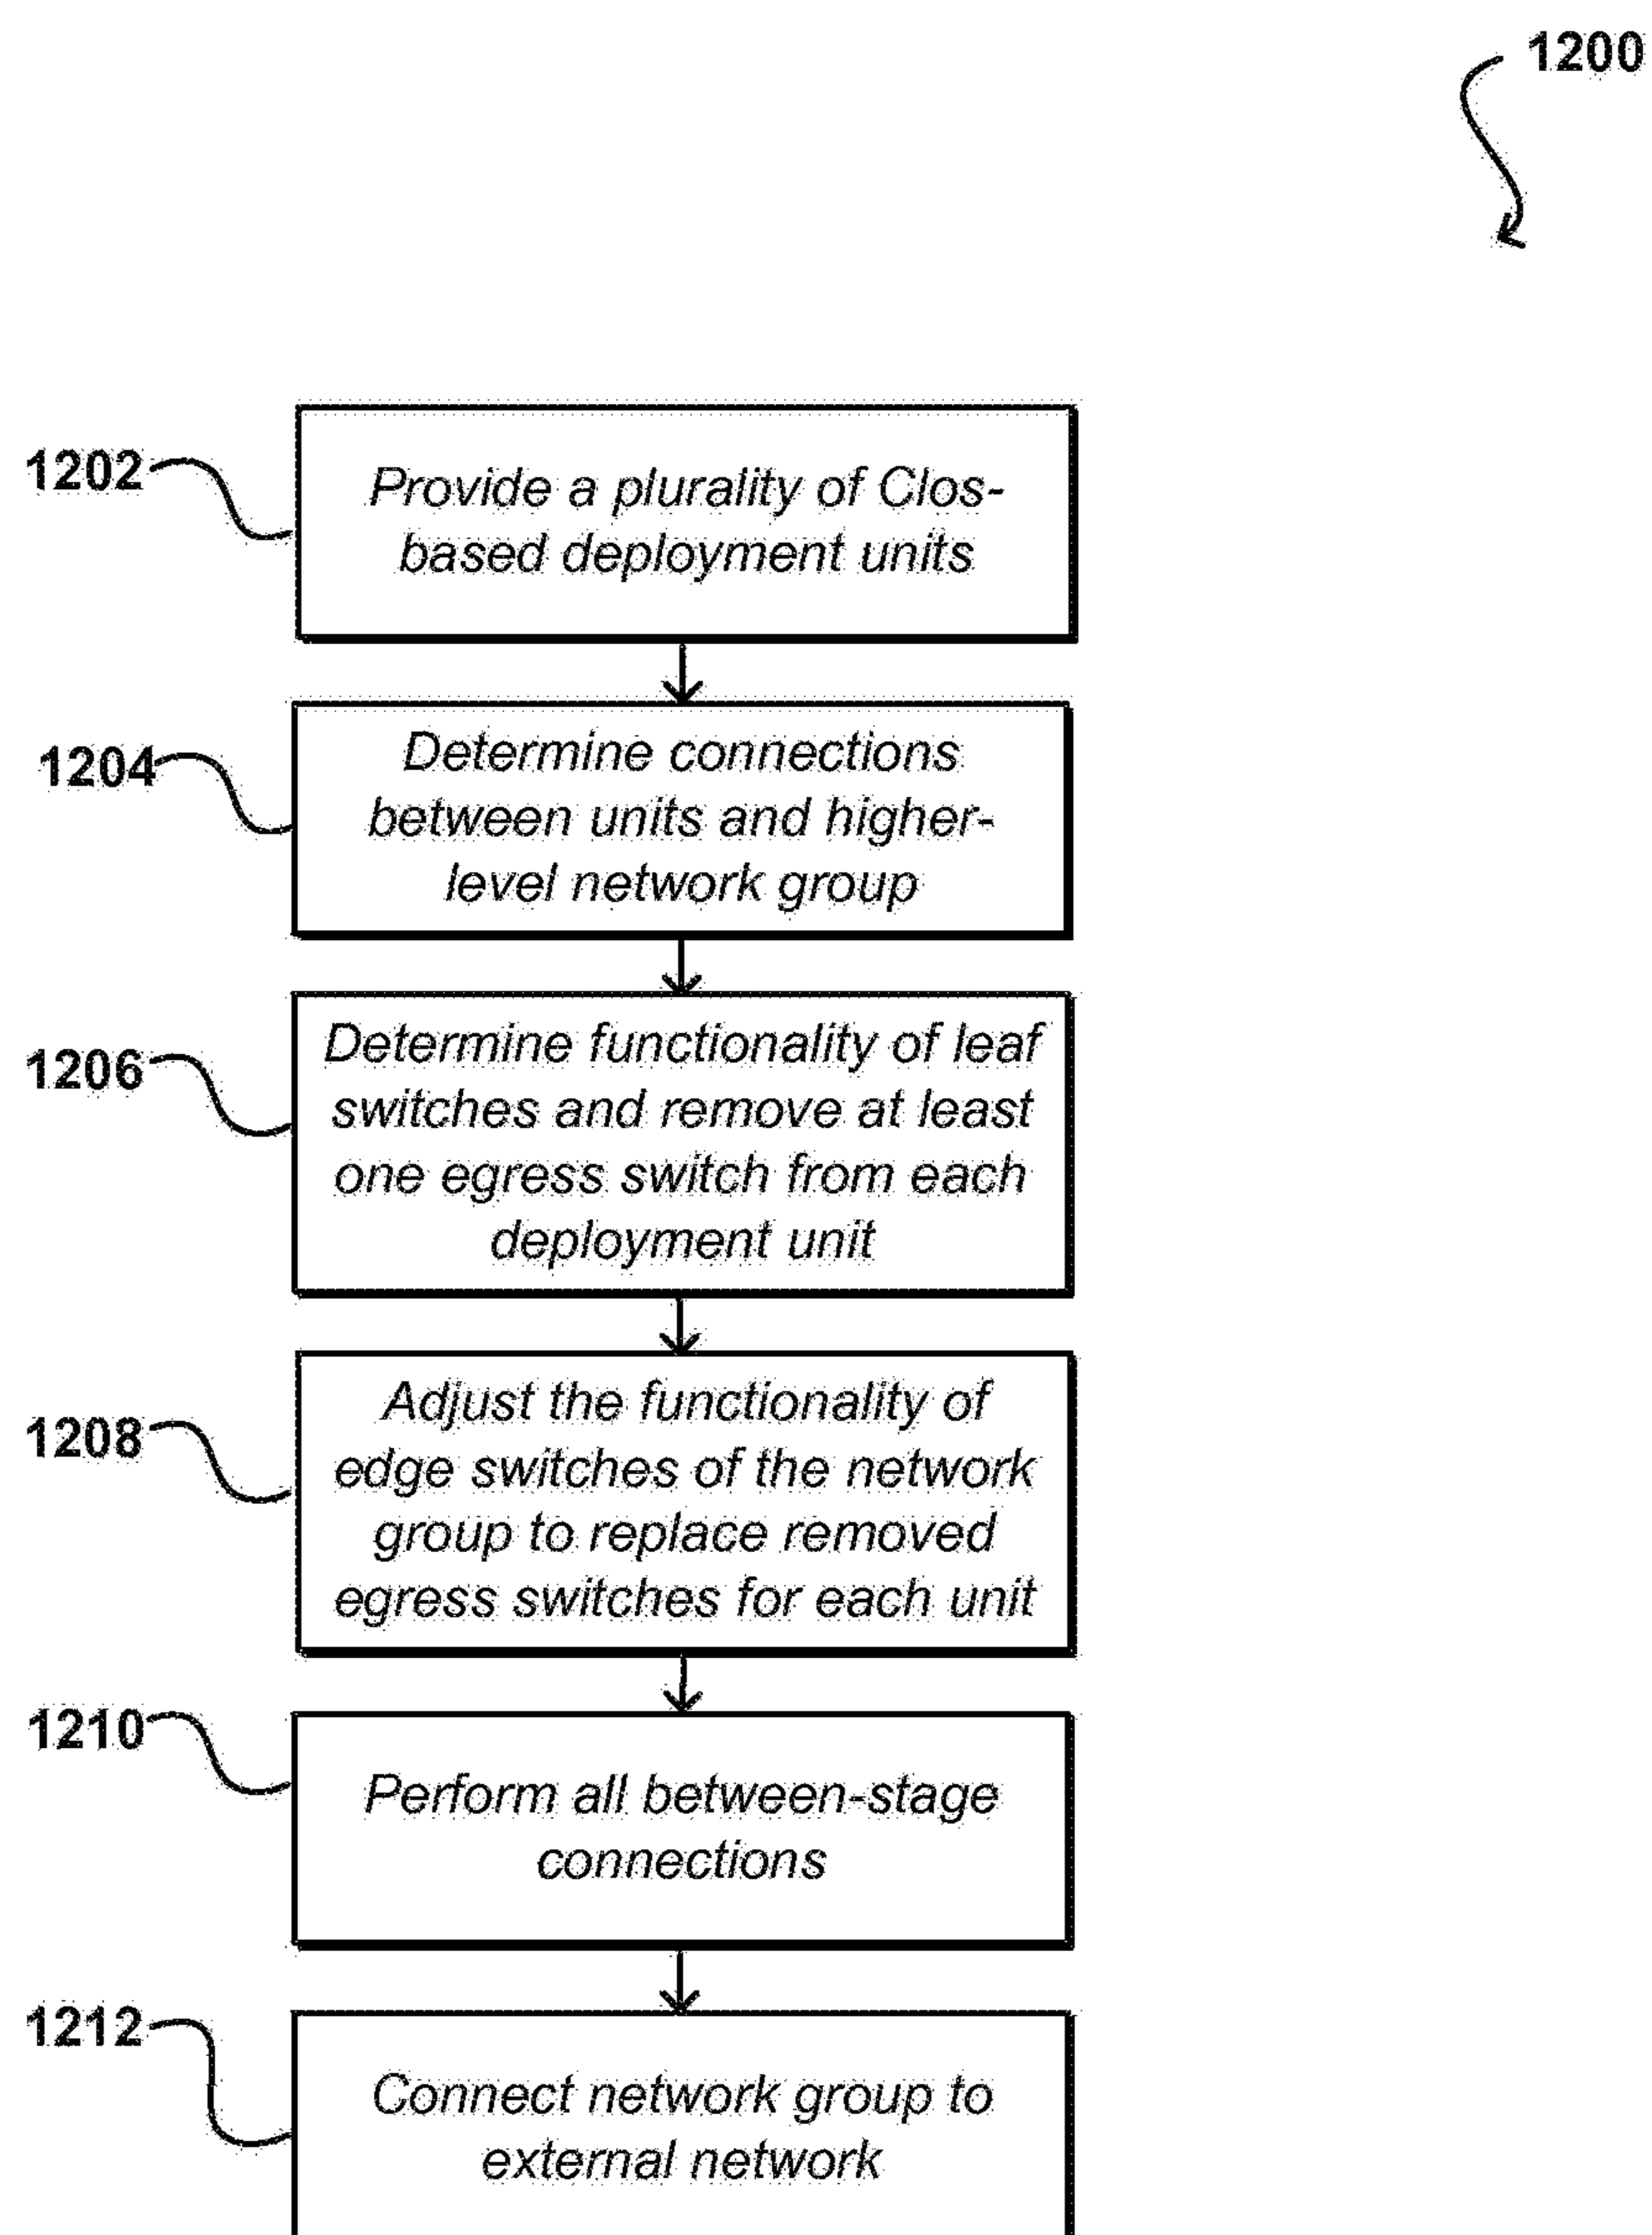 1200
1202
Provide a plurality of Clos-
based deployment units
1204
Determine connections
between units and higher-
level network group
1206
Determine functionality of leaf
switches and remove at least
one egress switch from each
deployment unit
1208
Adjust the functionality of
edge switches of the network
group to replace removed
egress switches for each unit
1210
Perform all between-stage
connections
1212
Connect network group to
external network